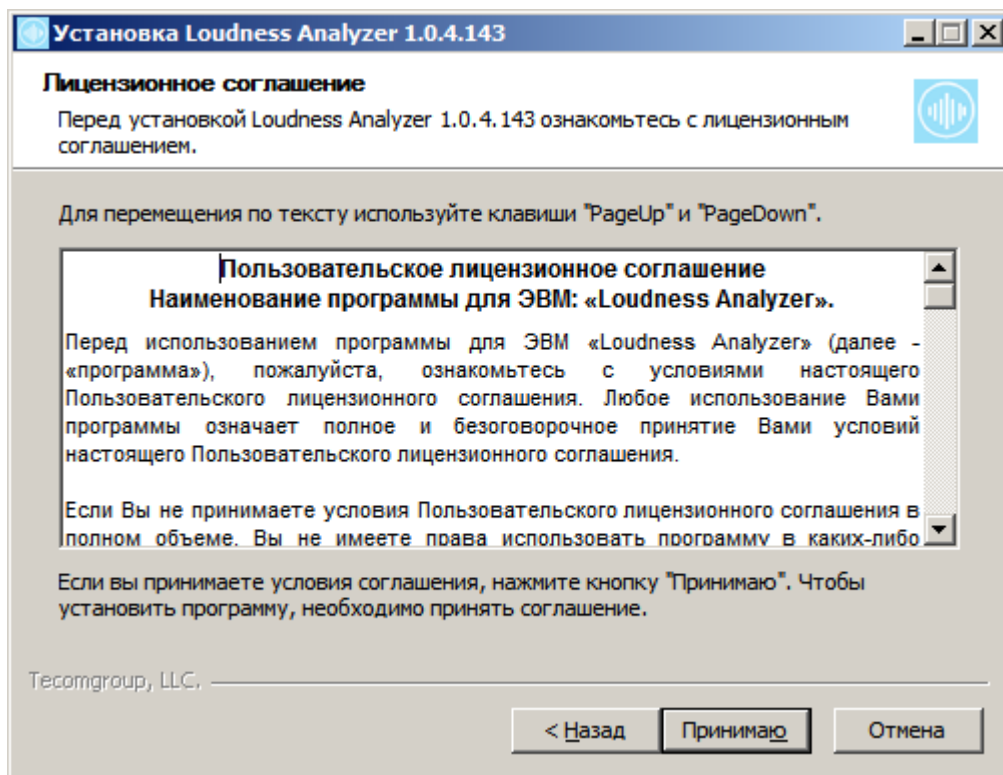 Установка Loudness Analyzer 1.0.4.143
Лицензионное соглашение
Перед установкой Loudness Analyzer 1.0.4.143 ознакомьтесь с лицензионным
соглашением.
Для перемещения по тексту используйте клавиши "PageUp" и "PageDown".
Пользовательское лицензионное соглашение
Наименование программы для ЭВМ: «Loudness Analyzer».
Перед использованием программы для ЭВМ «Loudness Analyzer» (далее -
«программа»), пожалуйста, ознакомьтесь с условиями настоящего
Пользовательского лицензионного соглашения. Любое использование Вами
программы означает полное и безоговорочное принятие Вами условий
настоящего Пользовательского лицензионного соглашения.
Если Вы не принимаете условия Пользовательского лицензионного соглашения в
полном объеме, Вы не имеете права использовать программу в каких-либо
Если вы принимаете условия соглашения, нажмите кнопку "Принимаю". Чтобы
установить программу, необходимо принять соглашение.
Tecomgroup, LLC.
< Назад
Принимаю
Отмена